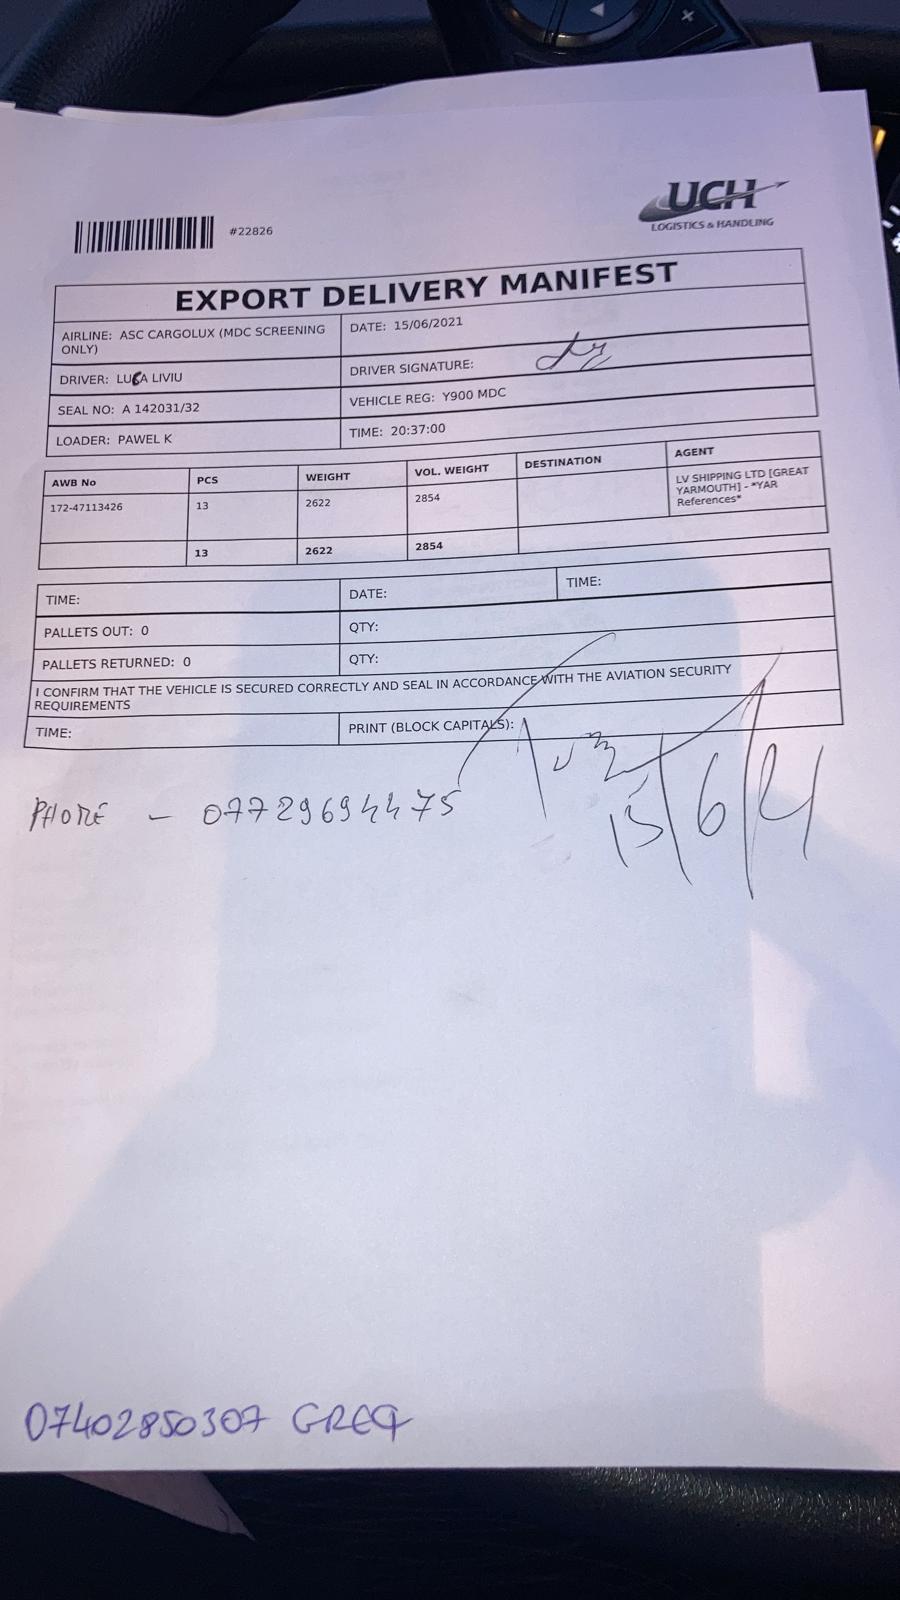 #22826
UCH
LOGISTICS & HANDLING
EXPORT DELIVERY MANIFEST
AIRLINE: ASC CARGOLUX (MDC SCREENING
ONLY)
DATE: 15/06/2021
DRIVER: LUCA LIVIU
DRIVER SIGNATURE:
SEAL NO: A 142031/32
VEHICLE REG: Y900 MDC
LOADER: PAWEL K
TIME: 20:37:00
AWB No PCS WEIGHT VOL. WEIGHT DESTINATION AGENT
172-47113426 13 2622 2854 LV SHIPPING LTD [GREAT
YARMOUTH] - *YAR
References*
13 2622 2854
TIME: DATE: TIME:
PALLETS OUT: 0 QTY:
PALLETS RETURNED: 0 QTY:
I CONFIRM THAT THE VEHICLE IS SECURED CORRECTLY AND SEAL IN ACCORDANCE WITH THE AVIATION SECURITY
REQUIREMENTS
TIME: PRINT (BLOCK CAPITALS):
PHONE - 07729694475
15/6/21
07402850307 GREG